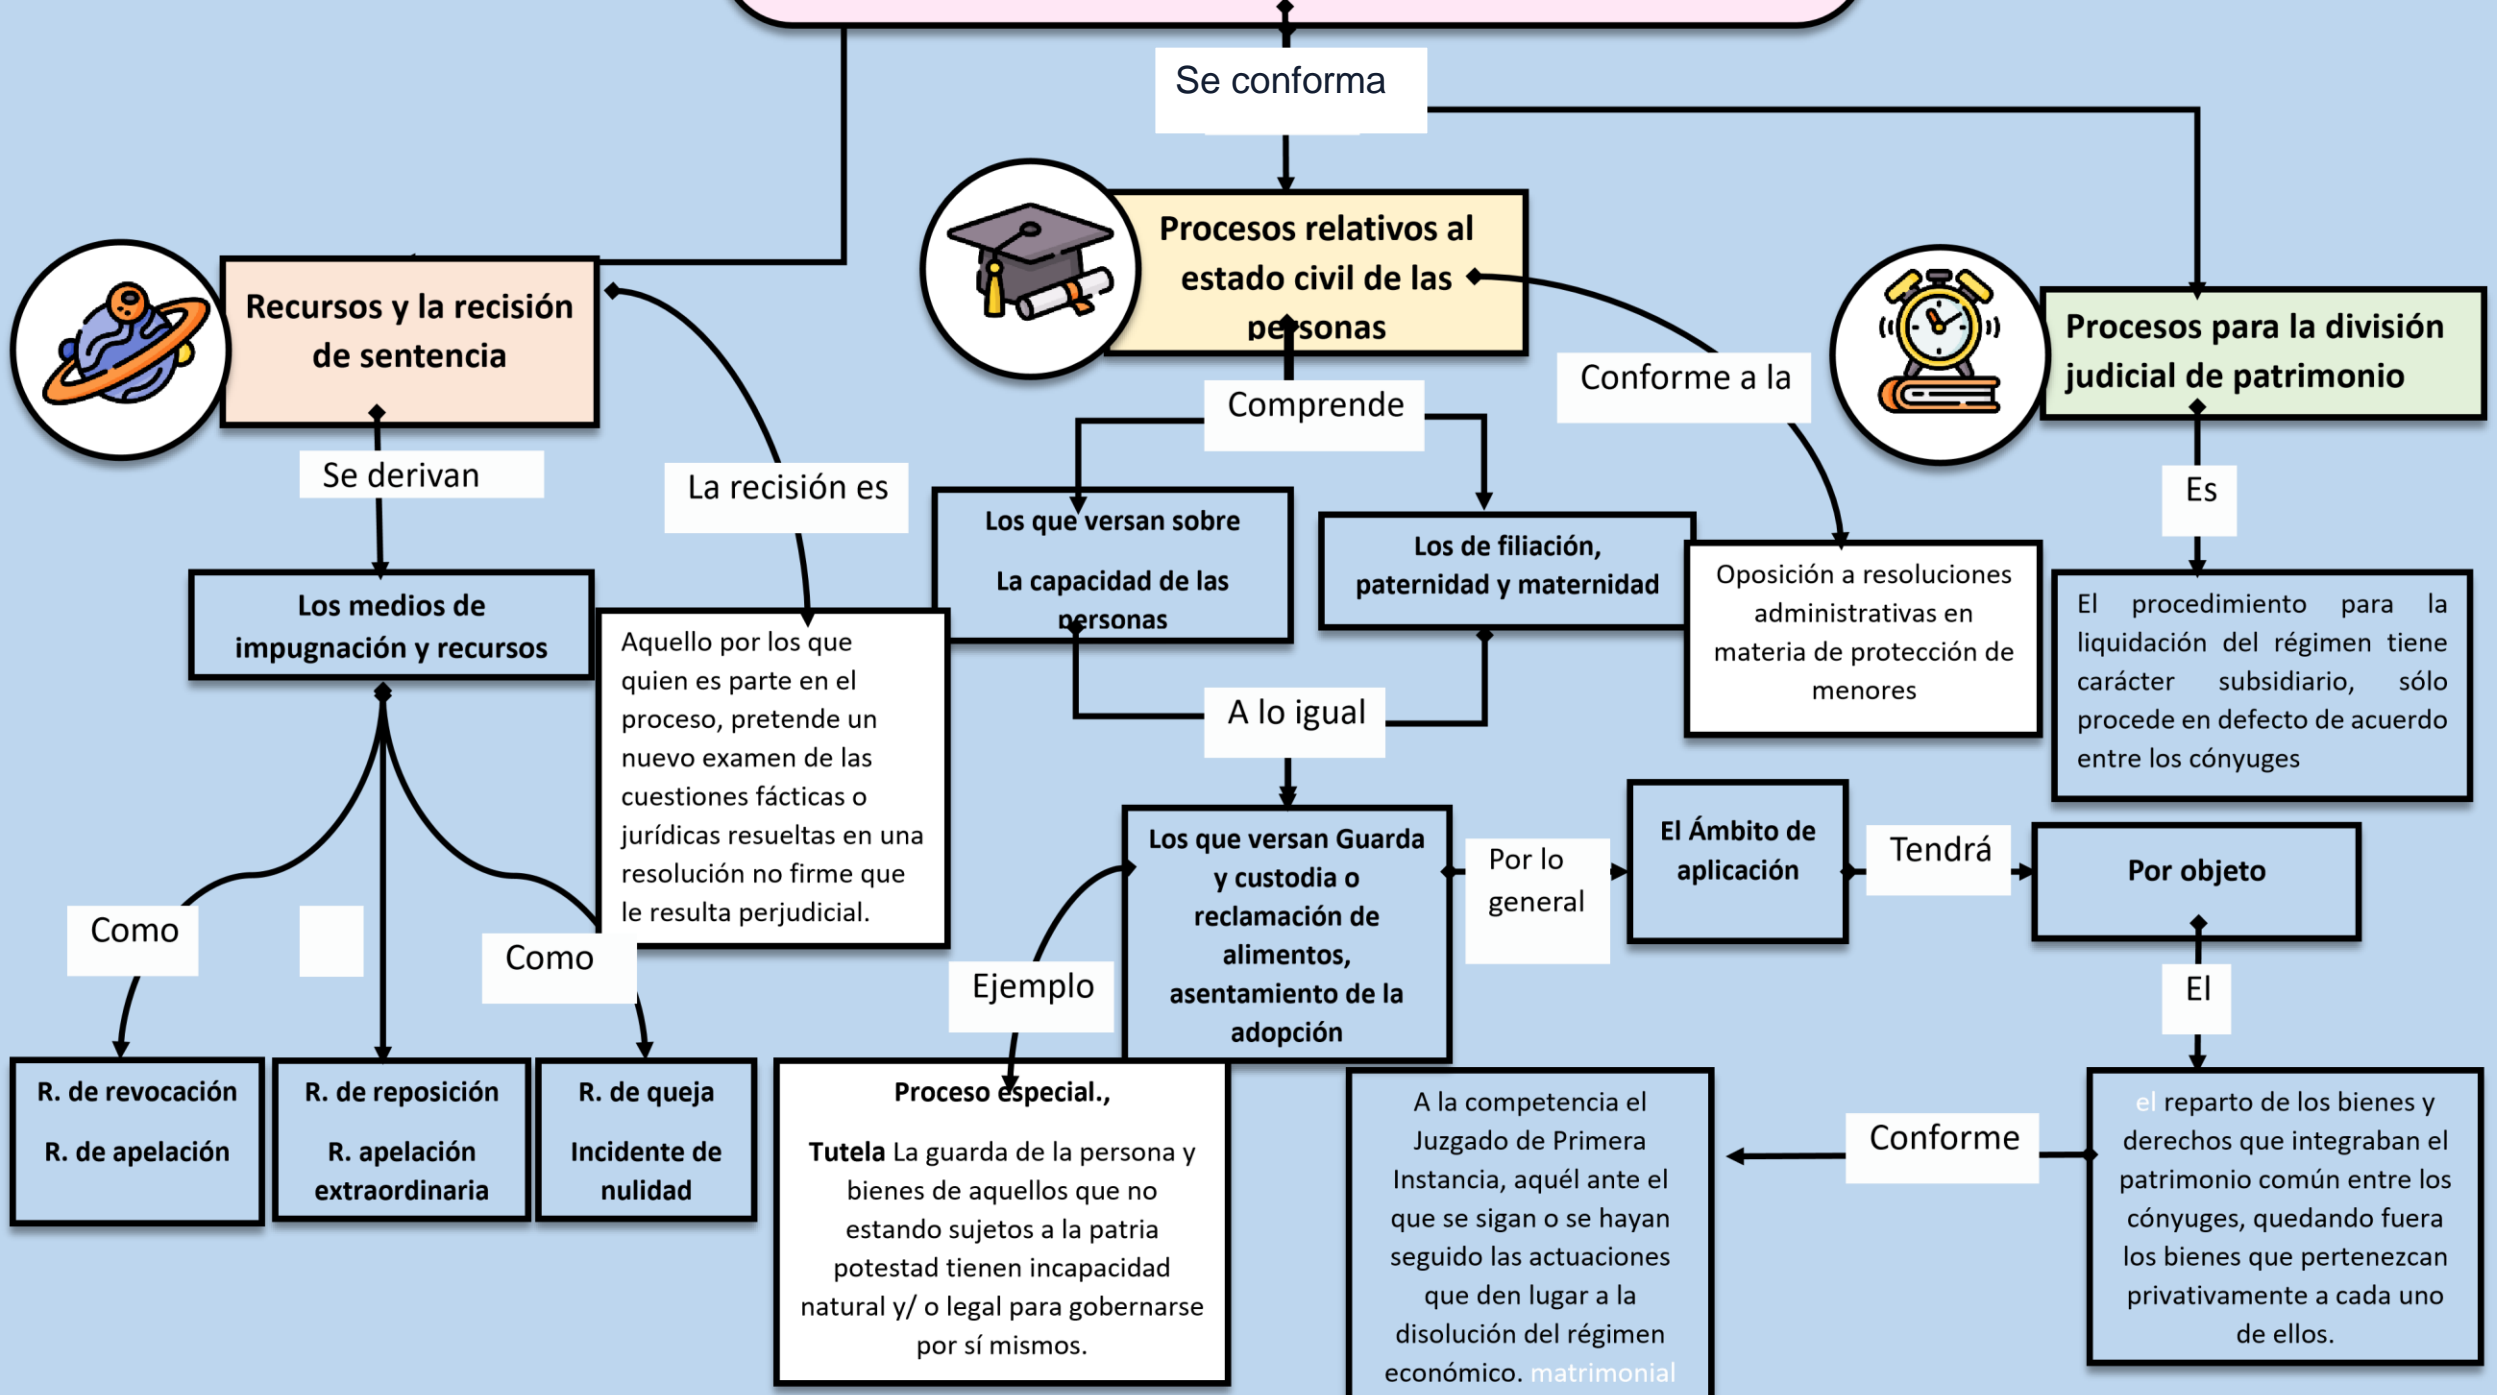 Se conforma
Recursos y la recisión
de sentencia
Procesos relativos al
estado civil de las
personas
Procesos para la división
judicial de patrimonio
Se derivan
La recisión es
Comprende
Conforme a la
Es
Los medios de
impugnación y recursos
Aquello por los que
quien es parte en el
proceso, pretende un
nuevo examen de las
cuestiones fácticas o
jurídicas resueltas en una
resolución no firme que
le resulta perjudicial.
Los que versan sobre
La capacidad de las
personas
Los de filiación,
paternidad y maternidad
Oposición a resoluciones
administrativas en
materia de protección de
menores
El procedimiento para la
liquidación del régimen tiene
carácter subsidiario, sólo
procede en defecto de acuerdo
entre los cónyuges
A lo igual
Como
Como
Ejemplo
Los que versan Guarda
y custodia o
reclamación de
alimentos,
asentamiento de la
adopción
Por lo
general
El Ámbito de
aplicación
Tendrá
Por objeto
El
R. de revocación
R. de apelación
R. de reposición
R. apelación
extraordinaria
R. de queja
Incidente de
nulidad
Proceso especial.,
Tutela La guarda de la persona y
bienes de aquellos que no
estando sujetos a la patria
potestad tienen incapacidad
natural y/ o legal para gobernarse
por sí mismos.
A la competencia el
Juzgado de Primera
Instancia, aquél ante el
que se sigan o se hayan
seguido las actuaciones
que den lugar a la
disolución del régimen
económico. matrimonial
Conforme
el reparto de los bienes y
derechos que integraban el
patrimonio común entre los
cónyuges, quedando fuera
los bienes que pertenezcan
privativamente a cada uno
de ellos.